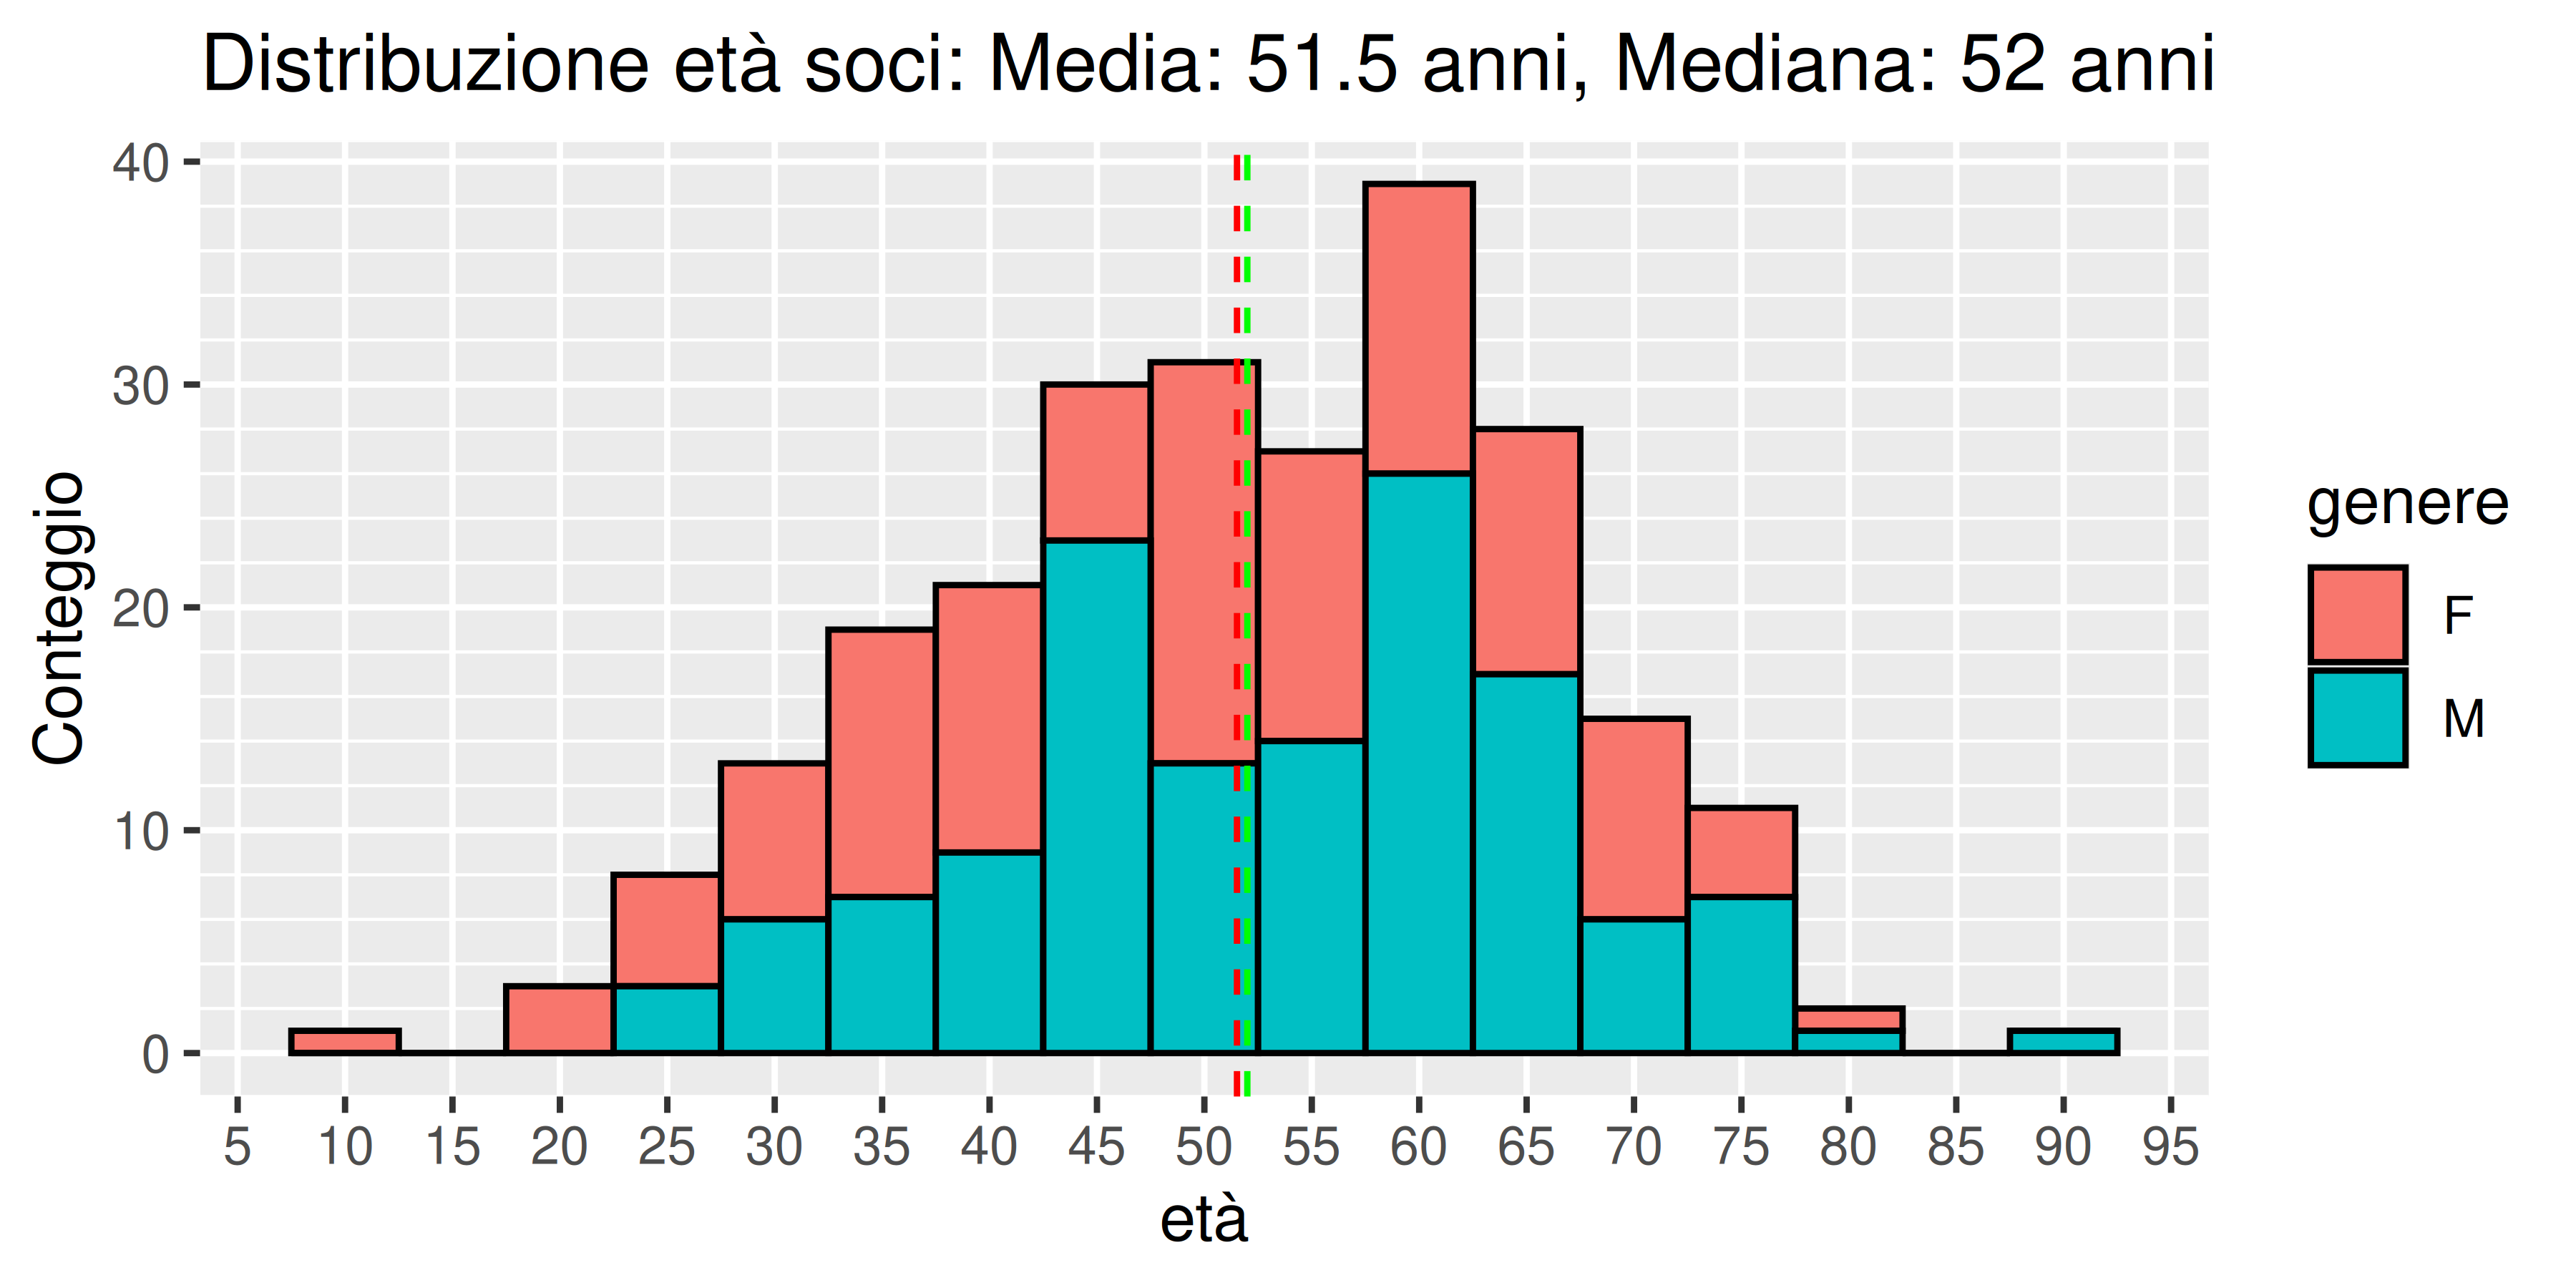 Distribuzione età soci: Media: 51.5 anni, Mediana: 52 anni
40
30
20
10
0
Conteggio
5 10 15 20 25 30 35 40 45 50 55 60 65 70 75 80 85 90 95
età
genere
F
M